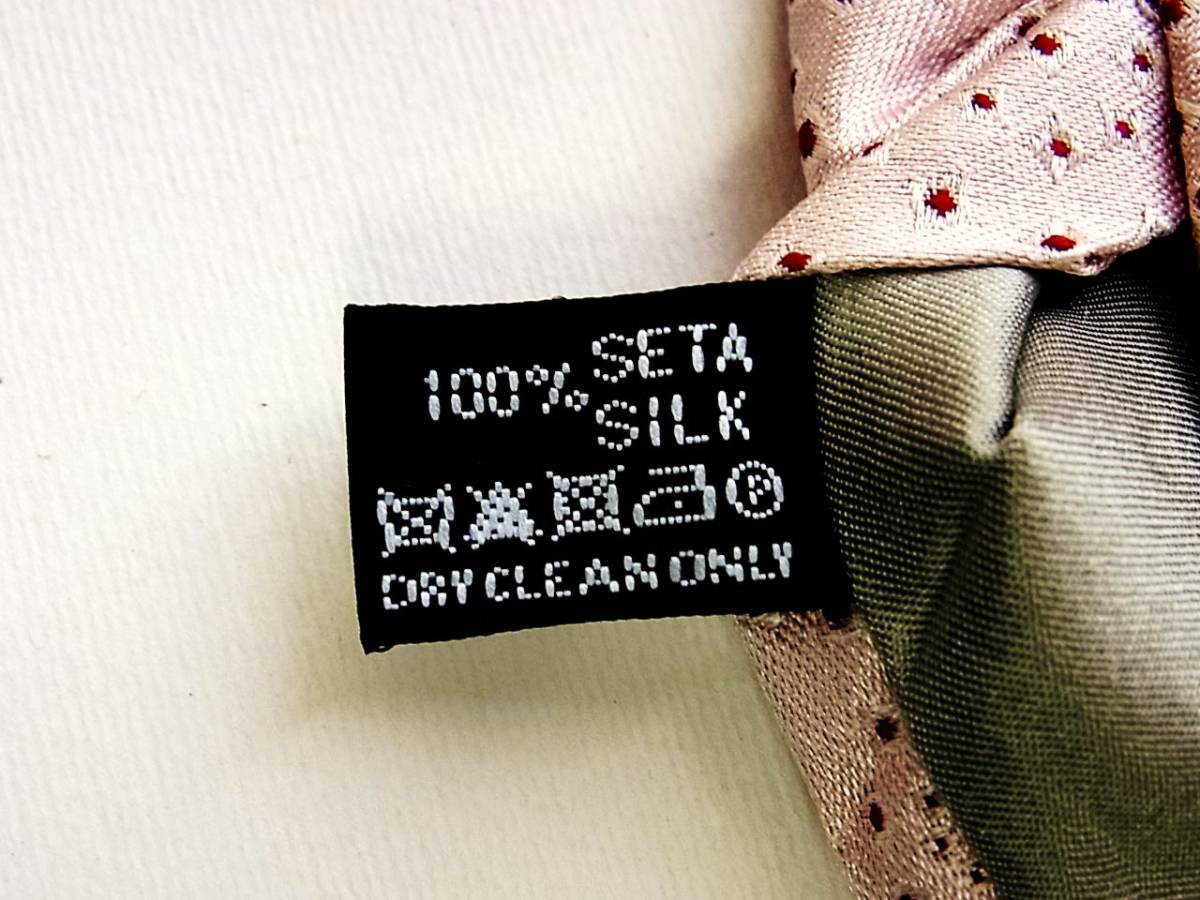 100% SETA
SILK
P
DRY CLEAN ONLY